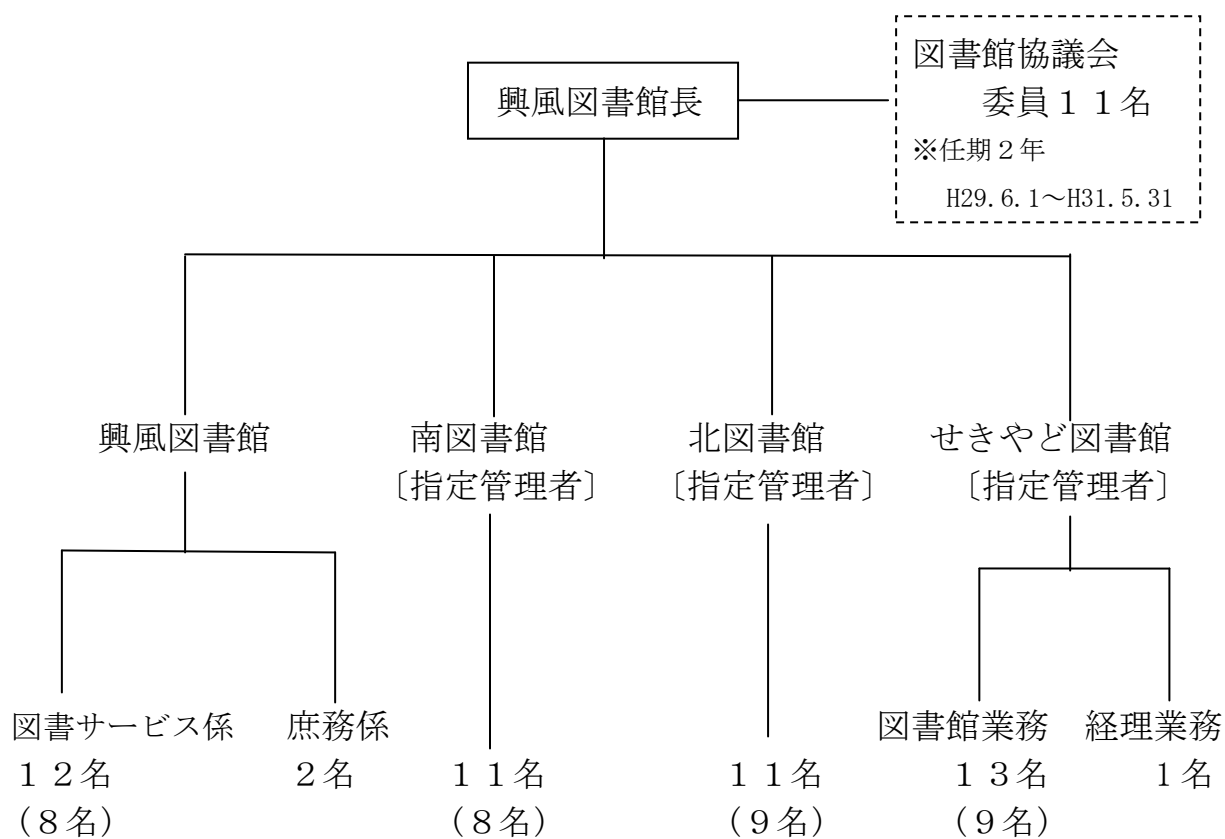 図書館協議会
委員１１名
※任期２年
H29.6.1～H31.5.31
興風図書館長
興風図書館
南図書館
〔指定管理者〕
北図書館
〔指定管理者〕
せきやど図書館
〔指定管理者〕
図書サービス係
１２名
（８名）
庶務係
２名
１１名
（８名）
１１名
（９名）
図書館業務
１３名
（９名）
経理業務
１名